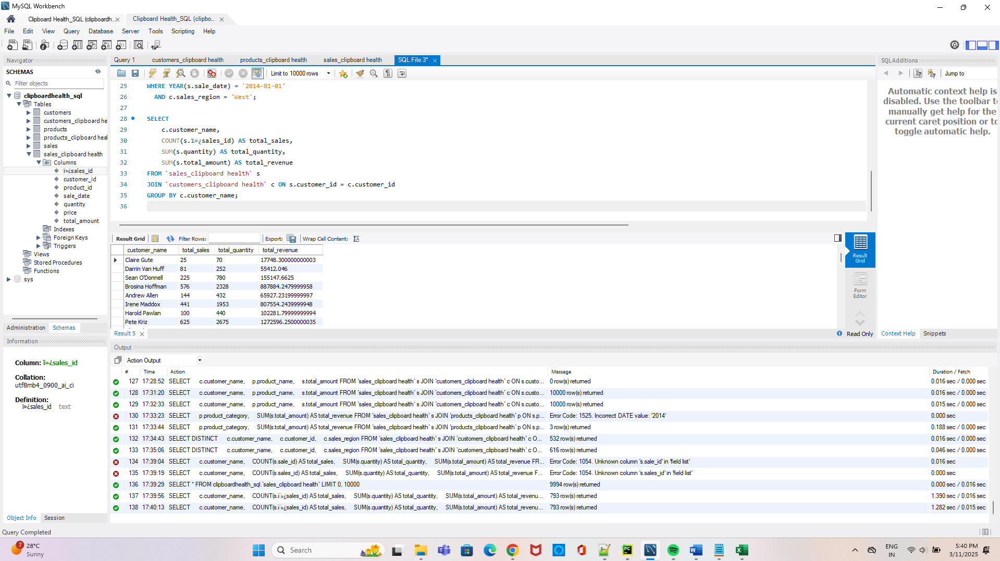 MySQL Workbench
Clipboard Health_SQL (clipboardh... Clipboard Health_SQL (clipbo...
File Edit View Query Database Server Tools Scripting Help
Navigator
SCHEMAS
Filter objects
clipboardhealth_sql
Tables
customers
customers_clipboard he
products
products_clipboard heal
sales
sales_clipboard health
Columns
ï»¿sales_id
customer_id
product_id
sale_date
quantity
price
total_amount
Indexes
Foreign Keys
Triggers
Views
Stored Procedures
Functions
sys
Administration Schemas
Information
Column: ï»¿sales_id
Collation:
utf8mb4_0900_ai_ci
Definition:
ï»¿sales_id text
Object Info Session
Query 1 customers_clipboard health products_clipboard health sales_clipboard health SQL File 3*
Limit to 10000 rows
25 WHERE YEAR(s.sale_date) = '2014-01-01'
26 AND c.sales_region = 'West';
27
28 SELECT
29 c.customer_name,
30 COUNT(s.ï»¿sales_id) AS total_sales,
31 SUM(s.quantity) AS total_quantity,
32 SUM(s.total_amount) AS total_revenue
33 FROM `sales_clipboard health` s
34 JOIN `customers_clipboard health` c ON s.customer_id = c.customer_id
35 GROUP BY c.customer_name;
36
Result Grid Filter Rows: Export: Wrap Cell Content:
customer_name total_sales total_quantity total_revenue
Claire Gute 25 70 17748.300000000003
Darrin Van Huff 81 252 55412.046
Sean O'Donnell 225 780 155147.6625
Brosina Hoffman 576 2328 887884.2479999958
Andrew Allen 144 432 65927.23199999997
Irene Maddox 441 1953 807554.2439999948
Harold Pawlan 100 440 102281.79999999994
Pete Kriz 625 2675 1272596.2500000035
Result 5
Result Grid
Form Editor
Read Only
SQLAdditions
Jump to
Automatic context help is
disabled. Use the toolbar to
manually get help for the
current caret position or to
toggle automatic help.
Context Help Snippets
Output
Action Output
# Time Action Message Duration / Fetch
127 17:28:52 SELECT c.customer_name, p.product_name, s.total_amount FROM `sales_clipboard health` s JOIN `customers_clipboard health` c ON s.custo... 0 row(s) returned 0.016 sec / 0.000 sec
128 17:31:20 SELECT c.customer_name, p.product_name, s.total_amount FROM `sales_clipboard health` s JOIN `customers_clipboard health` c ON s.custo... 10000 row(s) returned 0.016 sec / 0.000 sec
129 17:32:33 SELECT c.customer_name, p.product_name, s.total_amount FROM `sales_clipboard health` s JOIN `customers_clipboard health` c ON s.custo... 10000 row(s) returned 0.015 sec / 0.000 sec
130 17:33:23 SELECT p.product_category, SUM(s.total_amount) AS total_revenue FROM `sales_clipboard health` s JOIN `products_clipboard health` p ON s.p... Error Code: 1525. Incorrect DATE value: '2014' 0.000 sec
131 17:33:44 SELECT p.product_category, SUM(s.total_amount) AS total_revenue FROM `sales_clipboard health` s JOIN `products_clipboard health` p ON s.p... 3 row(s) returned 0.188 sec / 0.000 sec
132 17:34:43 SELECT DISTINCT c.customer_name, c.customer_id, c.sales_region FROM `sales_clipboard health` s JOIN `customers_clipboard health` c O... 532 row(s) returned 0.016 sec / 0.000 sec
133 17:35:06 SELECT DISTINCT c.customer_name, c.customer_id, c.sales_region FROM `sales_clipboard health` s JOIN `customers_clipboard health` c O... 616 row(s) returned 0.046 sec / 0.000 sec
134 17:39:04 SELECT c.customer_name, COUNT(s.sale_id) AS total_sales, SUM(s.quantity) AS total_quantity, SUM(s.total_amount) AS total_revenue FR... Error Code: 1054. Unknown column 's.sale_id' in 'field list' 0.016 sec
135 17:39:19 SELECT c.customer_name, COUNT(s.sales_id) AS total_sales, SUM(s.quantity) AS total_quantity, SUM(s.total_amount) AS total_revenue F... Error Code: 1054. Unknown column 's.sales_id' in 'field list' 0.000 sec
136 17:39:29 SELECT * FROM clipboardhealth_sql.`sales_clipboard health` LIMIT 0, 10000 9994 row(s) returned 0.000 sec / 0.016 sec
137 17:39:56 SELECT c.customer_name, COUNT(s.ï»¿sales_id) AS total_sales, SUM(s.quantity) AS total_quantity, SUM(s.total_amount) AS total_revenu... 793 row(s) returned 1.390 sec / 0.016 sec
138 17:40:13 SELECT c.customer_name, COUNT(s.ï»¿sales_id) AS total_sales, SUM(s.quantity) AS total_quantity, SUM(s.total_amount) AS total_revenu... 793 row(s) returned 1.282 sec / 0.015 sec
Query Completed
7 28°C
Sunny
Search
ENG
IN
5:40 PM
3/11/2025